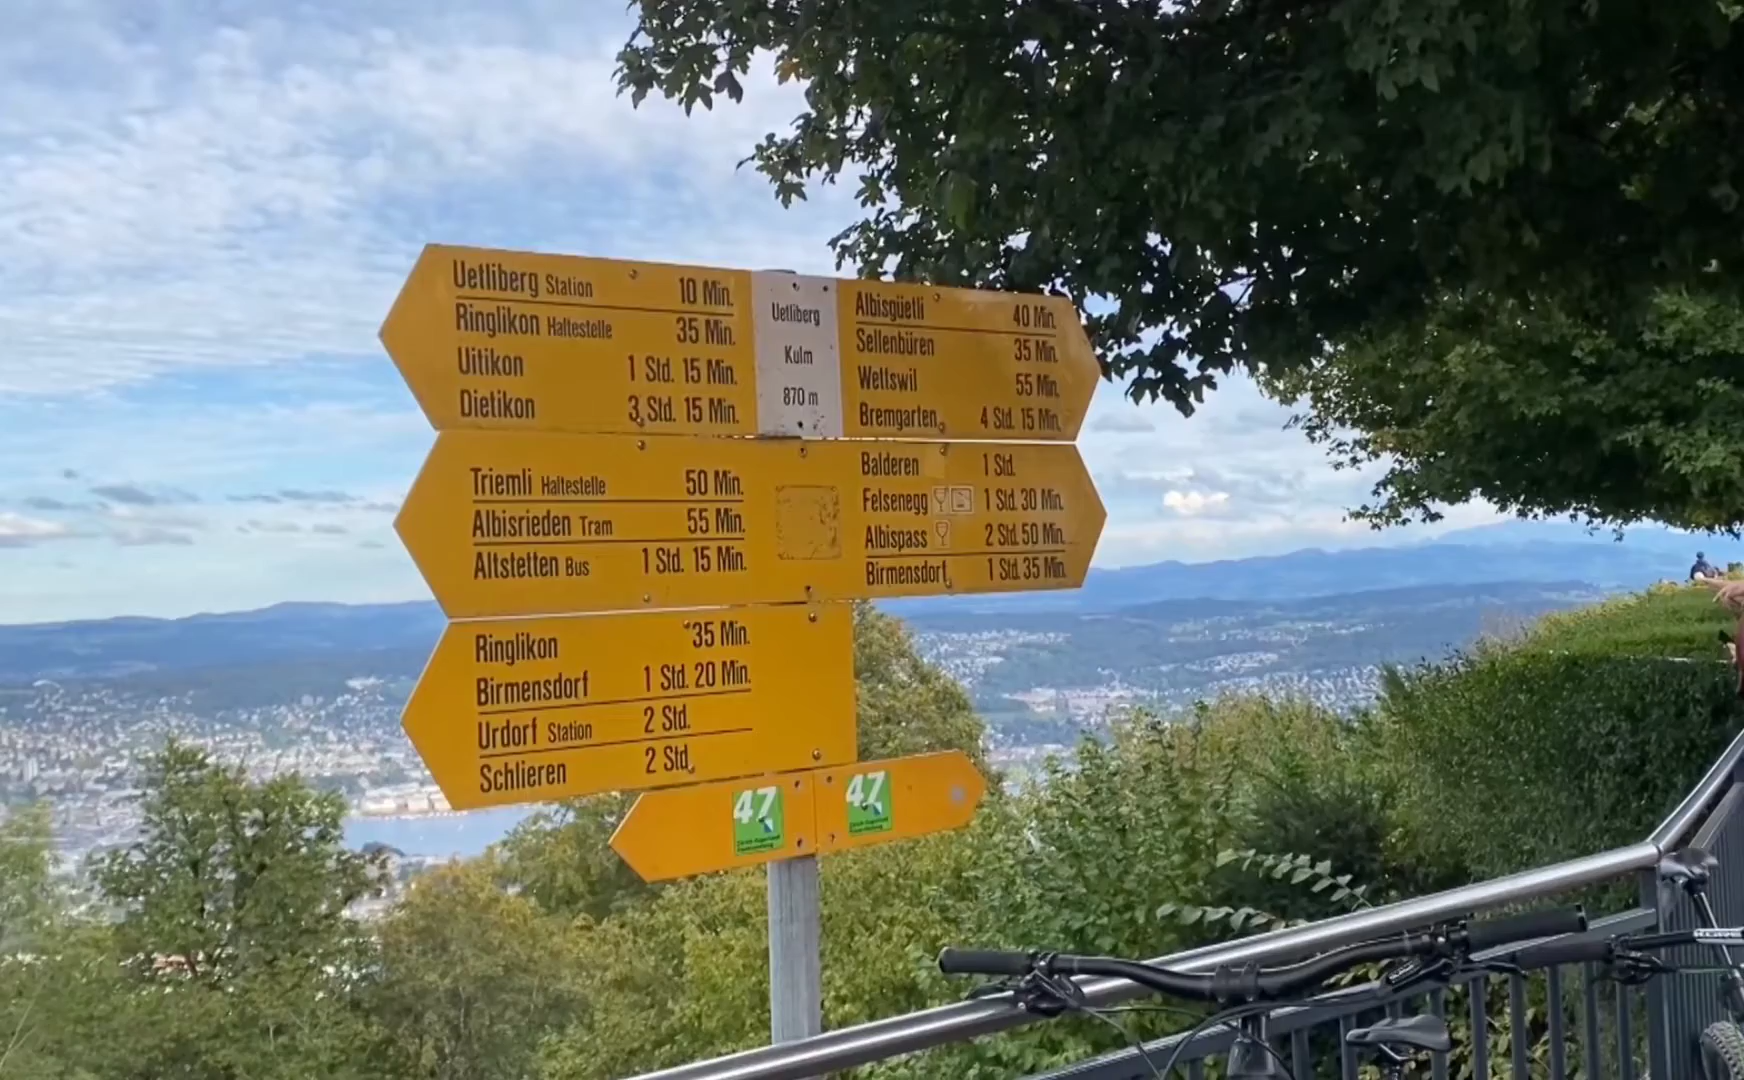 Uetliberg Station 10 Min.
Ringlikon Haltestelle 35 Min.
Uitikon 1 Std. 15 Min.
Dietikon 3 Std. 15 Min.
Uetliberg
Kulm
870 m
Albisgüetli 40 Min.
Sellenbüren 35 Min.
Wettswil 55 Min.
Bremgarten 4 Std. 15 Min.
Triemli Haltestelle 50 Min.
Albisrieden Tram 55 Min.
Altstetten Bus 1 Std. 15 Min.
Balderen 1 Std.
Felsenegg 1 Std. 30 Min.
Albispass 2 Std. 50 Min.
Birmensdorf 1 Std. 35 Min.
Ringlikon 35 Min.
Birmensdorf 1 Std. 20 Min.
Urdorf Station 2 Std.
Schlieren 2 Std.
47
47